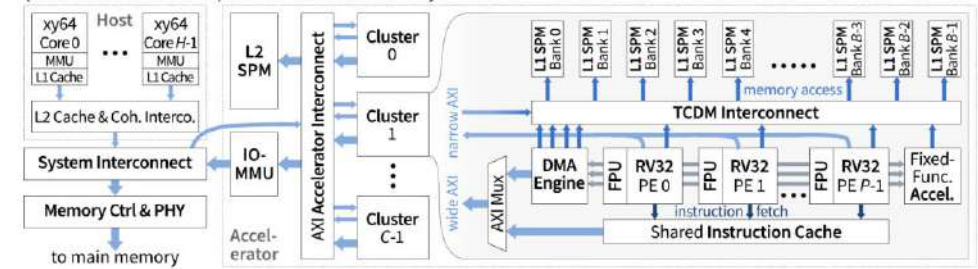 xy64
Core 0
MMU
L1 Cache
Host
xy64
Core H-1
MMU
L1 Cache
L2 Cache & Coh. Interco.
System Interconnect
Memory Ctrl & PHY
to main memory
L2
SPM
IO-
MMU
Accel-
erator
AXI Accelerator Interconnect
Cluster
0
Cluster
1
Cluster
C-1
narrow AXI
wide AXI
AXI Mux
L1 SPM
Bank 0
L1 SPM
Bank 1
L1 SPM
Bank 2
L1 SPM
Bank 3
L1 SPM
Bank 4
L1 SPM
Bank B-3
L1 SPM
Bank B-2
L1 SPM
Bank B-1
memory access
TCDM Interconnect
DMA
Engine
FPU
RV32
PE 0
FPU
RV32
PE 1
FPU
RV32
PE P-1
Fixed-
Func.
Accel.
instruction fetch
Shared Instruction Cache